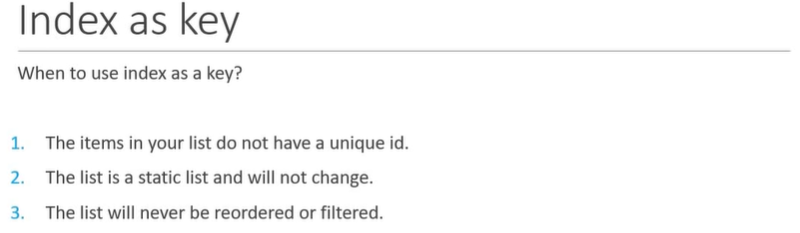 Index as key
When to use index as a key?
1. The items in your list do not have a unique id.
2. The list is a static list and will not change.
3. The list will never be reordered or filtered.